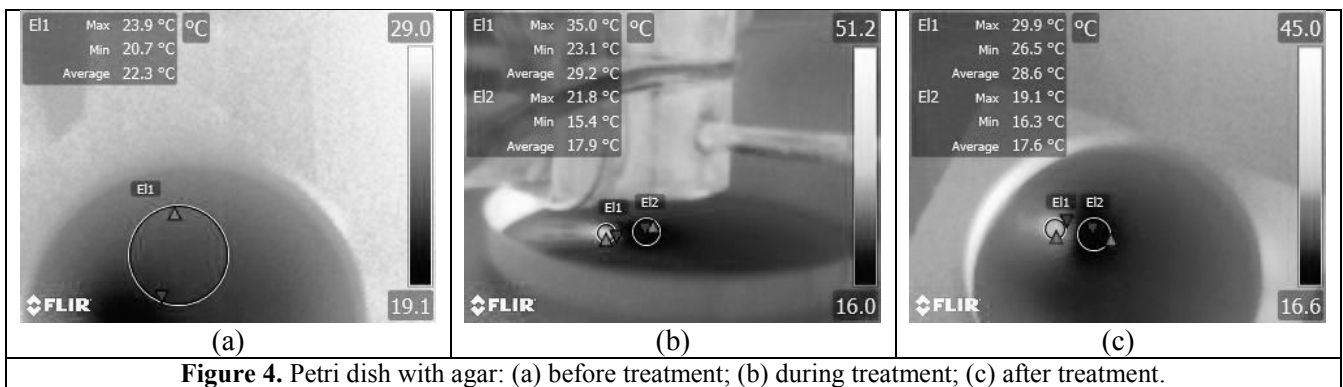 El1 Max 23.9 °C
Min 20.7 °C
Average 22.3 °C
°C
29.0
El1
19.1
FLIR
(a)
El1 Max 35.0 °C
Min 23.1 °C
Average 29.2 °C
El2 Max 21.8 °C
Min 15.4 °C
Average 17.9 °C
°C
51.2
El1 El2
16.0
FLIR
(b)
El1 Max 29.9 °C
Min 26.5 °C
Average 28.6 °C
El2 Max 19.1 °C
Min 16.3 °C
Average 17.6 °C
°C
45.0
El1 El2
16.6
FLIR
(c)
Figure 4. Petri dish with agar: (a) before treatment; (b) during treatment; (c) after treatment.